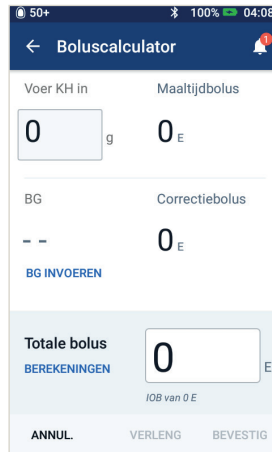 50+ 100% 04:08
Boluscalculator 1
Voer KH in Maaltijdbolus
0 g 0 E
BG Correctiebolus
-- 0 E
BG INVOEREN
Totale bolus
BEREKENINGEN 0 E
IOB van 0 E
ANNUL. VERLENG BEVESTIG